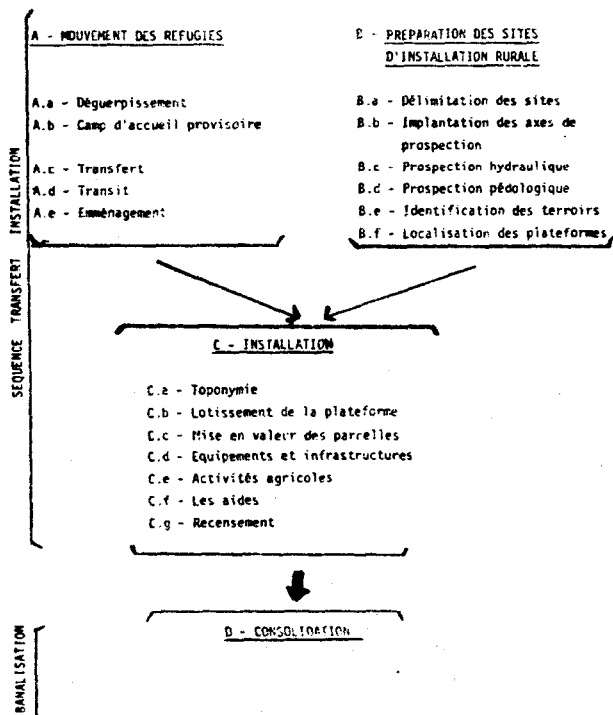 A - MOUVEMENT DES REFUGIES
A.a - Déguerpissement
A.b - Camp d'accueil provisoire
A.c - Transfert
A.d - Transit
A.e - Emménagement
B - PREPARATION DES SITES
D'INSTALLATION RURALE
B.a - Délimitation des sites
B.b - Implantation des axes de
prospection
B.c - Prospection hydraulique
B.d - Prospection pédologique
B.e - Identification des terroirs
B.f - Localisation des plateformes
SEQUENCE TRANSFERT INSTALLATION
C - INSTALLATION
C.a - Toponymie
C.b - Lotissement de la plateforme
C.c - Mise en valeur des parcelles
C.d - Equipements et infrastructures
C.e - Activités agricoles
C.f - Les aides
C.g - Recensement
D - CONSOLIDATION
BANALISATION